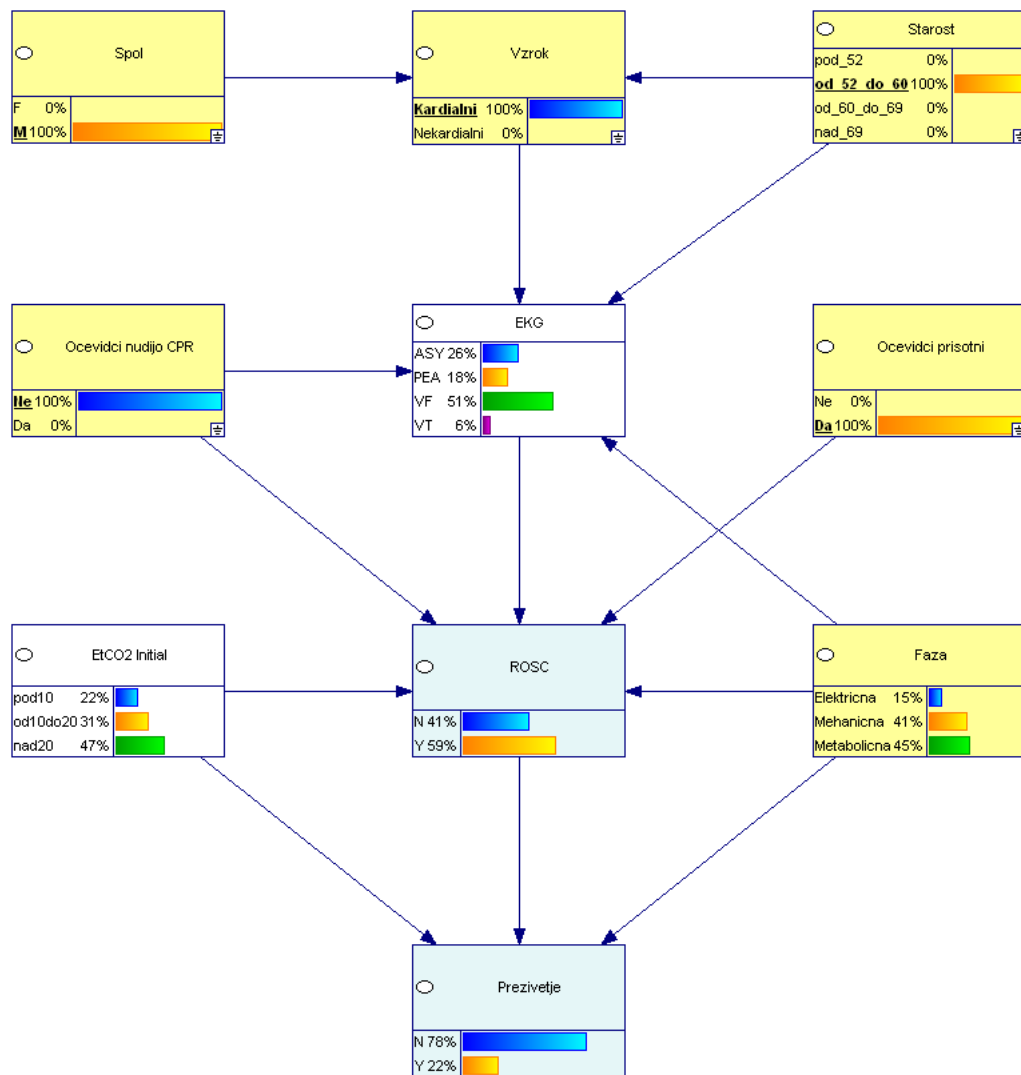 Spol
F 0%
M 100%
Vzrok
Kardialni 100%
Nekardialni 0%
Starost
pod_52 0%
od_52_do_60 100%
od_60_do_69 0%
nad_69 0%
Ocevidci nudijo CPR
Ne 100%
Da 0%
EKG
ASY 26%
PEA 18%
VF 51%
VT 6%
Ocevidci prisotni
Ne 0%
Da 100%
EtCO2 Initial
pod10 22%
od10do20 31%
nad20 47%
ROSC
N 41%
Y 59%
Faza
Elektricna 15%
Mehanicna 41%
Metabolicna 45%
Prezivetje
N 78%
Y 22%